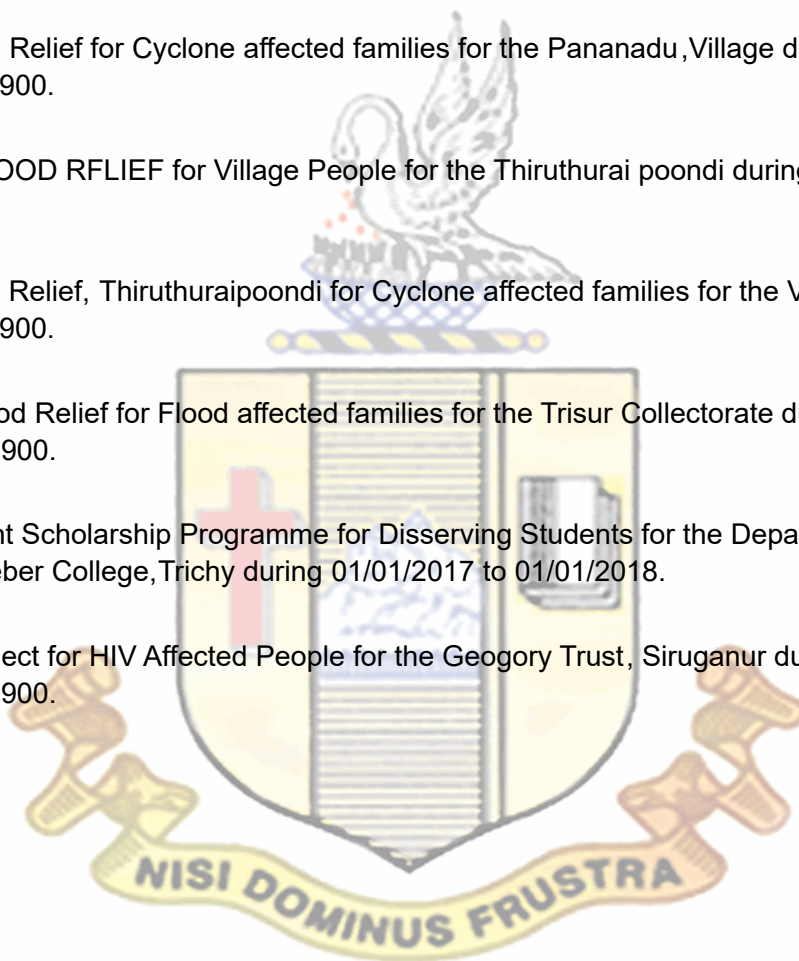 Relief for Cyclone affected families for the Pananadu,Village d
900.
OOD RFLIEF for Village People for the Thiruthurai poondi during
Relief, Thiruthuraipoondi for Cyclone affected families for the V
900.
od Relief for Flood affected families for the Trisur Collectorate du
900.
nt Scholarship Programme for Disserving Students for the Depa
eber College,Trichy during 01/01/2017 to 01/01/2018.
ject for HIV Affected People for the Geogory Trust, Siruganur du
900.
NISI DOMINUS FRUSTRA